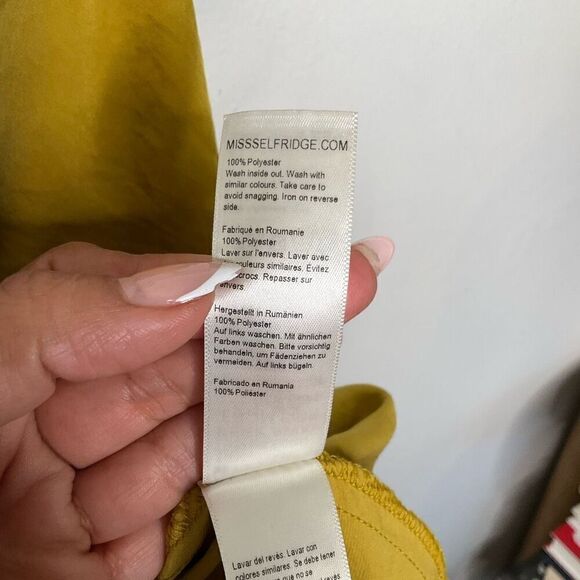 MISSSELFRIDGE.COM
100% Polyester
Wash inside out. Wash with
similar colours. Take care to
avoid snagging. Iron on reverse
side.
Fabriqué en Roumanie
100% Polyester
Laver sur l'envers. Laver avec
couleurs similaires. Évitez
accrocs. Repasser sur
envers
Hergestellt in Rumänien
100% Polyester
Auf links waschen. Mit ähnlichen
Farben waschen. Bitte vorsichtig
behandeln, um Fädenziehen zu
vermeiden. Auf links bügeln.
Fabricado en Rumania
100% Poliéster
Lavar del revés. Lavar con
colores similares. Se debe tener